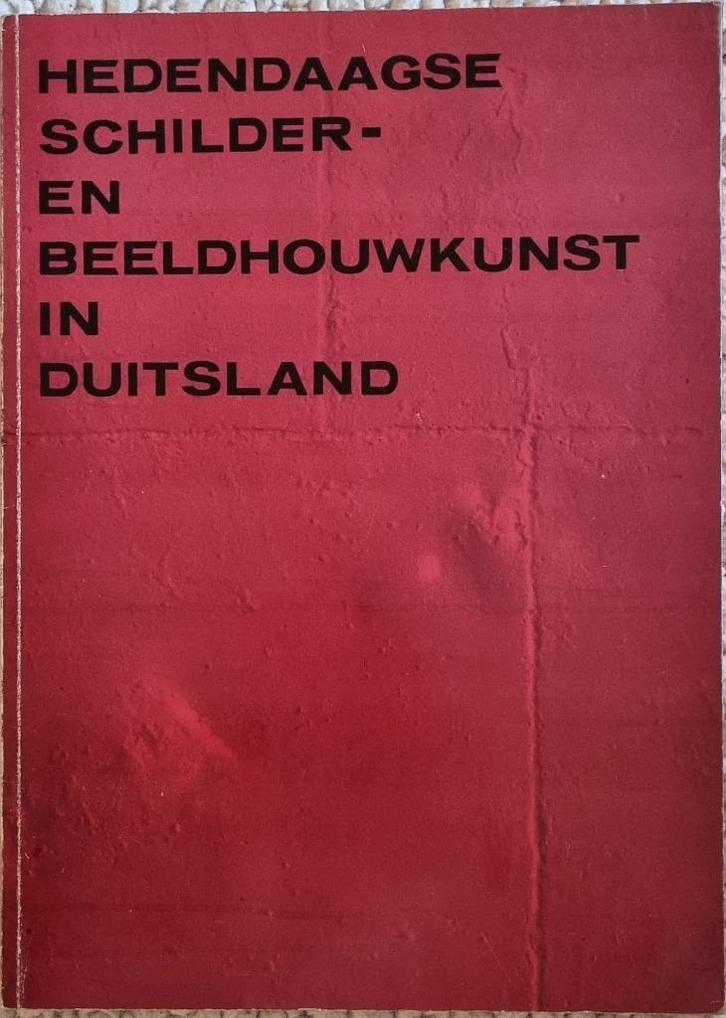 HEDENDAAGSE
SCHILDER-
EN
BEELDHOUWKUNST
IN
DUITSLAND